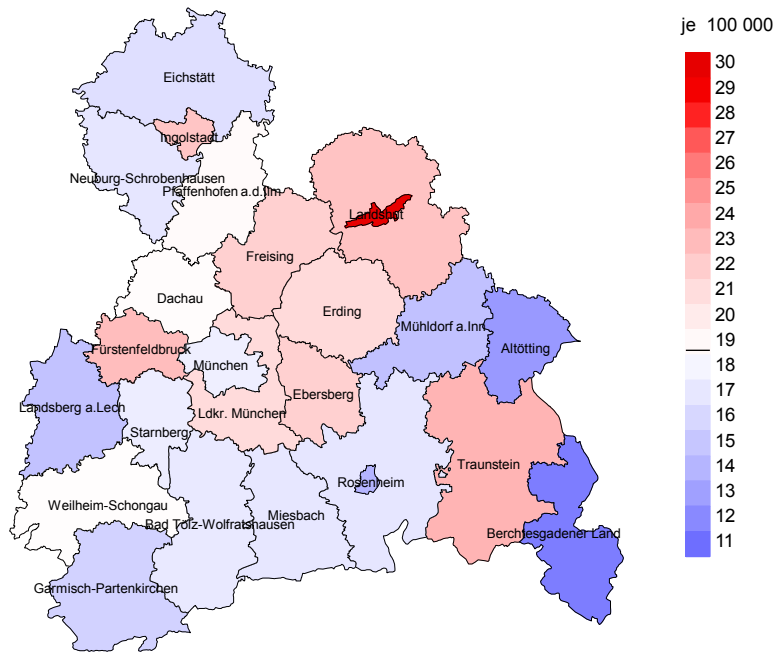 je 100 000
30
29
28
27
26
25
24
23
22
21
20
19
18
17
16
15
14
13
12
11
Eichstätt
Ingolstadt
Neuburg-Schrobenhausen
Pfaffenhofen a.d.Ilm
Landshut
Freising
Dachau
Erding
Mühldorf a.Inn
Altötting
Fürstenfeldbruck
München
Ebersberg
Landsberg a.Lech
Ldkr. München
Starnberg
Traunstein
Rosenheim
Weilheim-Schongau
Miesbach
Bad Tölz-Wolfratshausen
Berchtesgadener Land
Garmisch-Partenkirchen